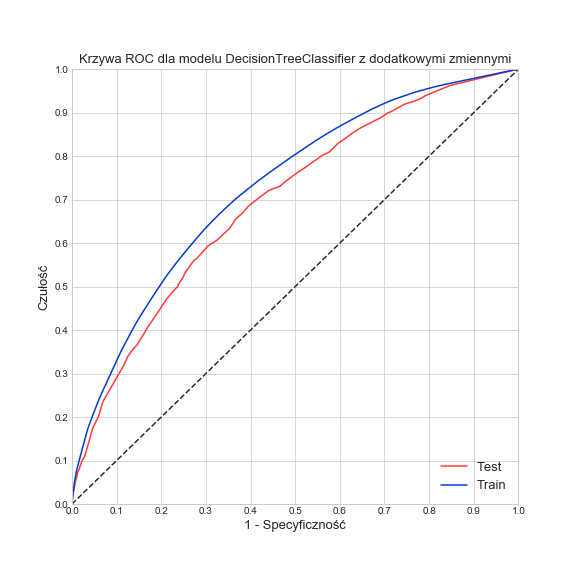 Krzywa ROC dla modelu DecisionTreeClassifier z dodatkowymi zmiennymi
1.0
0.9
0.8
0.7
0.6
0.5
0.4
0.3
0.2
0.1
0.0
Czułość
0.0 0.1 0.2 0.3 0.4 0.5 0.6 0.7 0.8 0.9 1.0
1 - Specyficzność
Test
Train